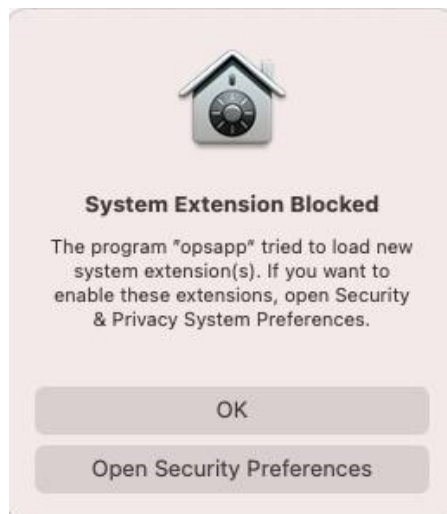 System Extension Blocked
The program "opsapp" tried to load new
system extension(s). If you want to
enable these extensions, open Security
& Privacy System Preferences.
OK
Open Security Preferences